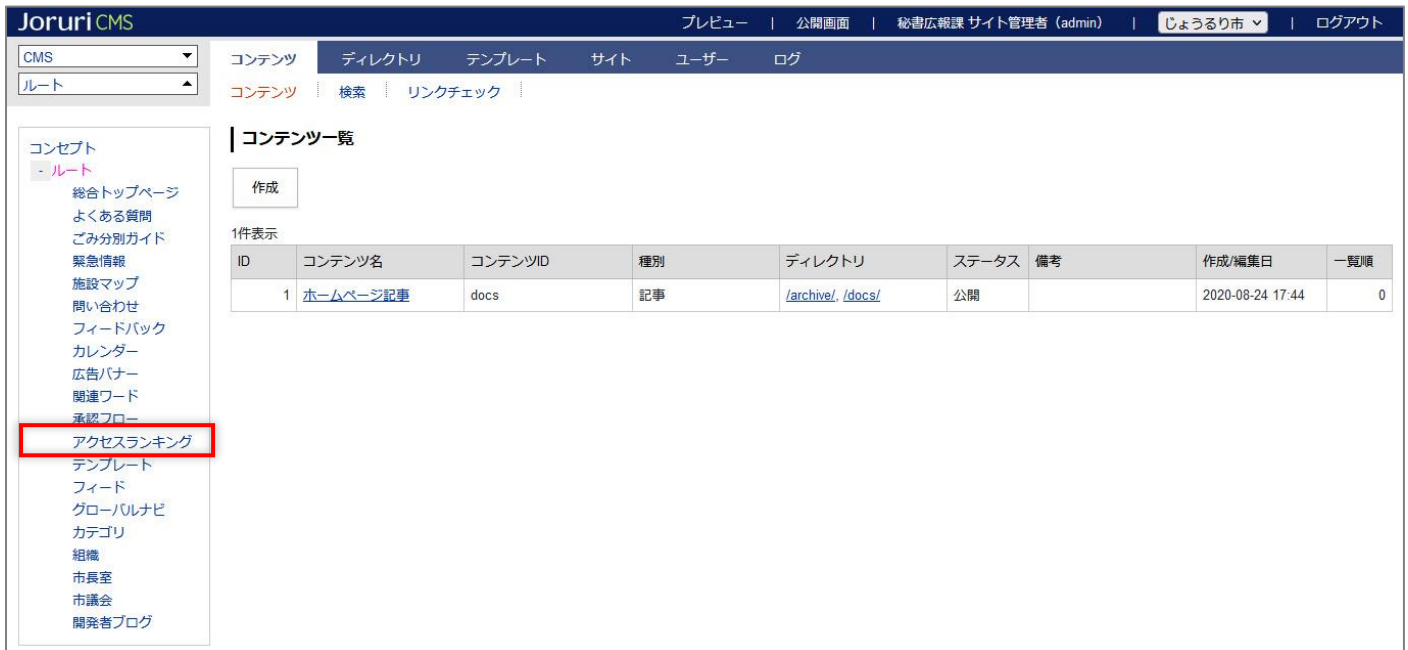 Joruri CMS プレビュー | 公開画面 | 秘書広報課 サイト管理者（admin） | じょうるり市 | ログアウト
CMS
ルート
コンテンツ ディレクトリ テンプレート サイト ユーザー ログ
コンテンツ 検索 リンクチェック
コンセプト
- ルート
総合トップページ
よくある質問
ごみ分別ガイド
緊急情報
施設マップ
問い合わせ
フィードバック
カレンダー
広告バナー
関連ワード
承認フロー
アクセスランキング
テンプレート
フィード
グローバルナビ
カテゴリ
組織
市長室
市議会
開発者ブログ
コンテンツ一覧
作成
1件表示
ID コンテンツ名 コンテンツID 種別 ディレクトリ ステータス 備考 作成/編集日 一覧順
1 ホームページ記事 docs 記事 /archive/, /docs/ 公開 2020-08-24 17:44 0